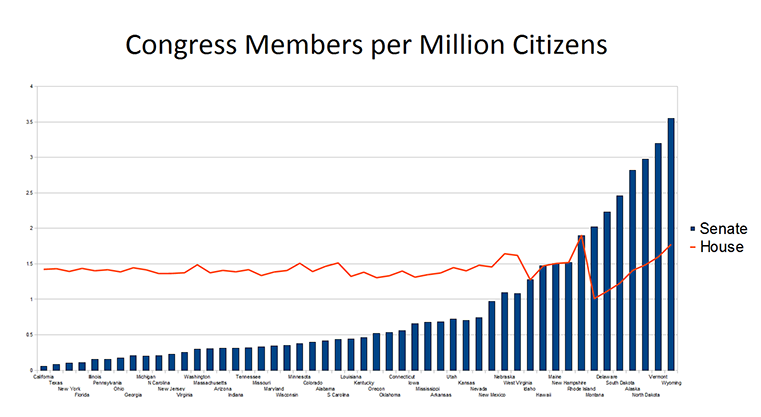 Congress Members per Million Citizens
4
3.5
3
2.5
2
1.5
1
0.5
0
California
Texas
New York
Florida
Illinois
Pennsylvania
Ohio
Georgia
Michigan
N Carolina
New Jersey
Virginia
Washington
Massachusetts
Arizona
Indiana
Tennessee
Missouri
Maryland
Wisconsin
Minnesota
Colorado
Alabama
S Carolina
Louisiana
Kentucky
Oregon
Oklahoma
Connecticut
Iowa
Mississippi
Arkansas
Utah
Kansas
Nevada
New Mexico
Nebraska
West Virginia
Idaho
Hawaii
Maine
New Hampshire
Rhode Island
Montana
Delaware
South Dakota
Alaska
North Dakota
Vermont
Wyoming
Senate
House